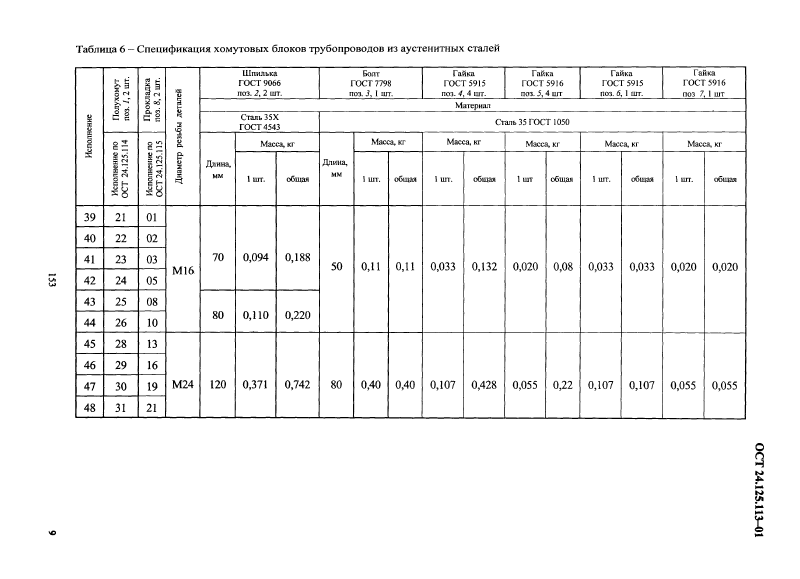 Таблица 6 – Спецификация хомутовых блоков трубопроводов из аустенитных сталей
Исполнение
Полухомут поз. 1, 2 шт.
Исполнение по ОСТ 24.125.114
Прокладка поз. 8, 2 шт.
Исполнение по ОСТ 24.125.115
Диаметр резьбы деталей
Шпилька ГОСТ 9066 поз. 2, 2 шт.
Болт ГОСТ 7798 поз. 3, 1 шт.
Гайка ГОСТ 5915 поз. 4, 4 шт.
Гайка ГОСТ 5916 поз. 5, 4 шт
Гайка ГОСТ 5915 поз. 6, 1 шт.
Гайка ГОСТ 5916 поз 7, 1 шт
Материал
Сталь 35Х ГОСТ 4543
Сталь 35 ГОСТ 1050
Длина, мм
Масса, кг
Длина, мм
Масса, кг
Масса, кг
Масса, кг
Масса, кг
Масса, кг
1 шт. общая 1 шт. общая 1 шт. общая 1 шт общая 1 шт. общая 1 шт. общая
39 21 01
40 22 02
41 23 03
42 24 05
43 25 08
44 26 10
М16
70 0,094 0,188
80 0,110 0,220
50 0,11 0,11 0,033 0,132 0,020 0,08 0,033 0,033 0,020 0,020
45 28 13
46 29 16
47 30 19
48 31 21
М24 120 0,371 0,742 80 0,40 0,40 0,107 0,428 0,055 0,22 0,107 0,107 0,055 0,055
153
ОСТ 24.125.113–01
9